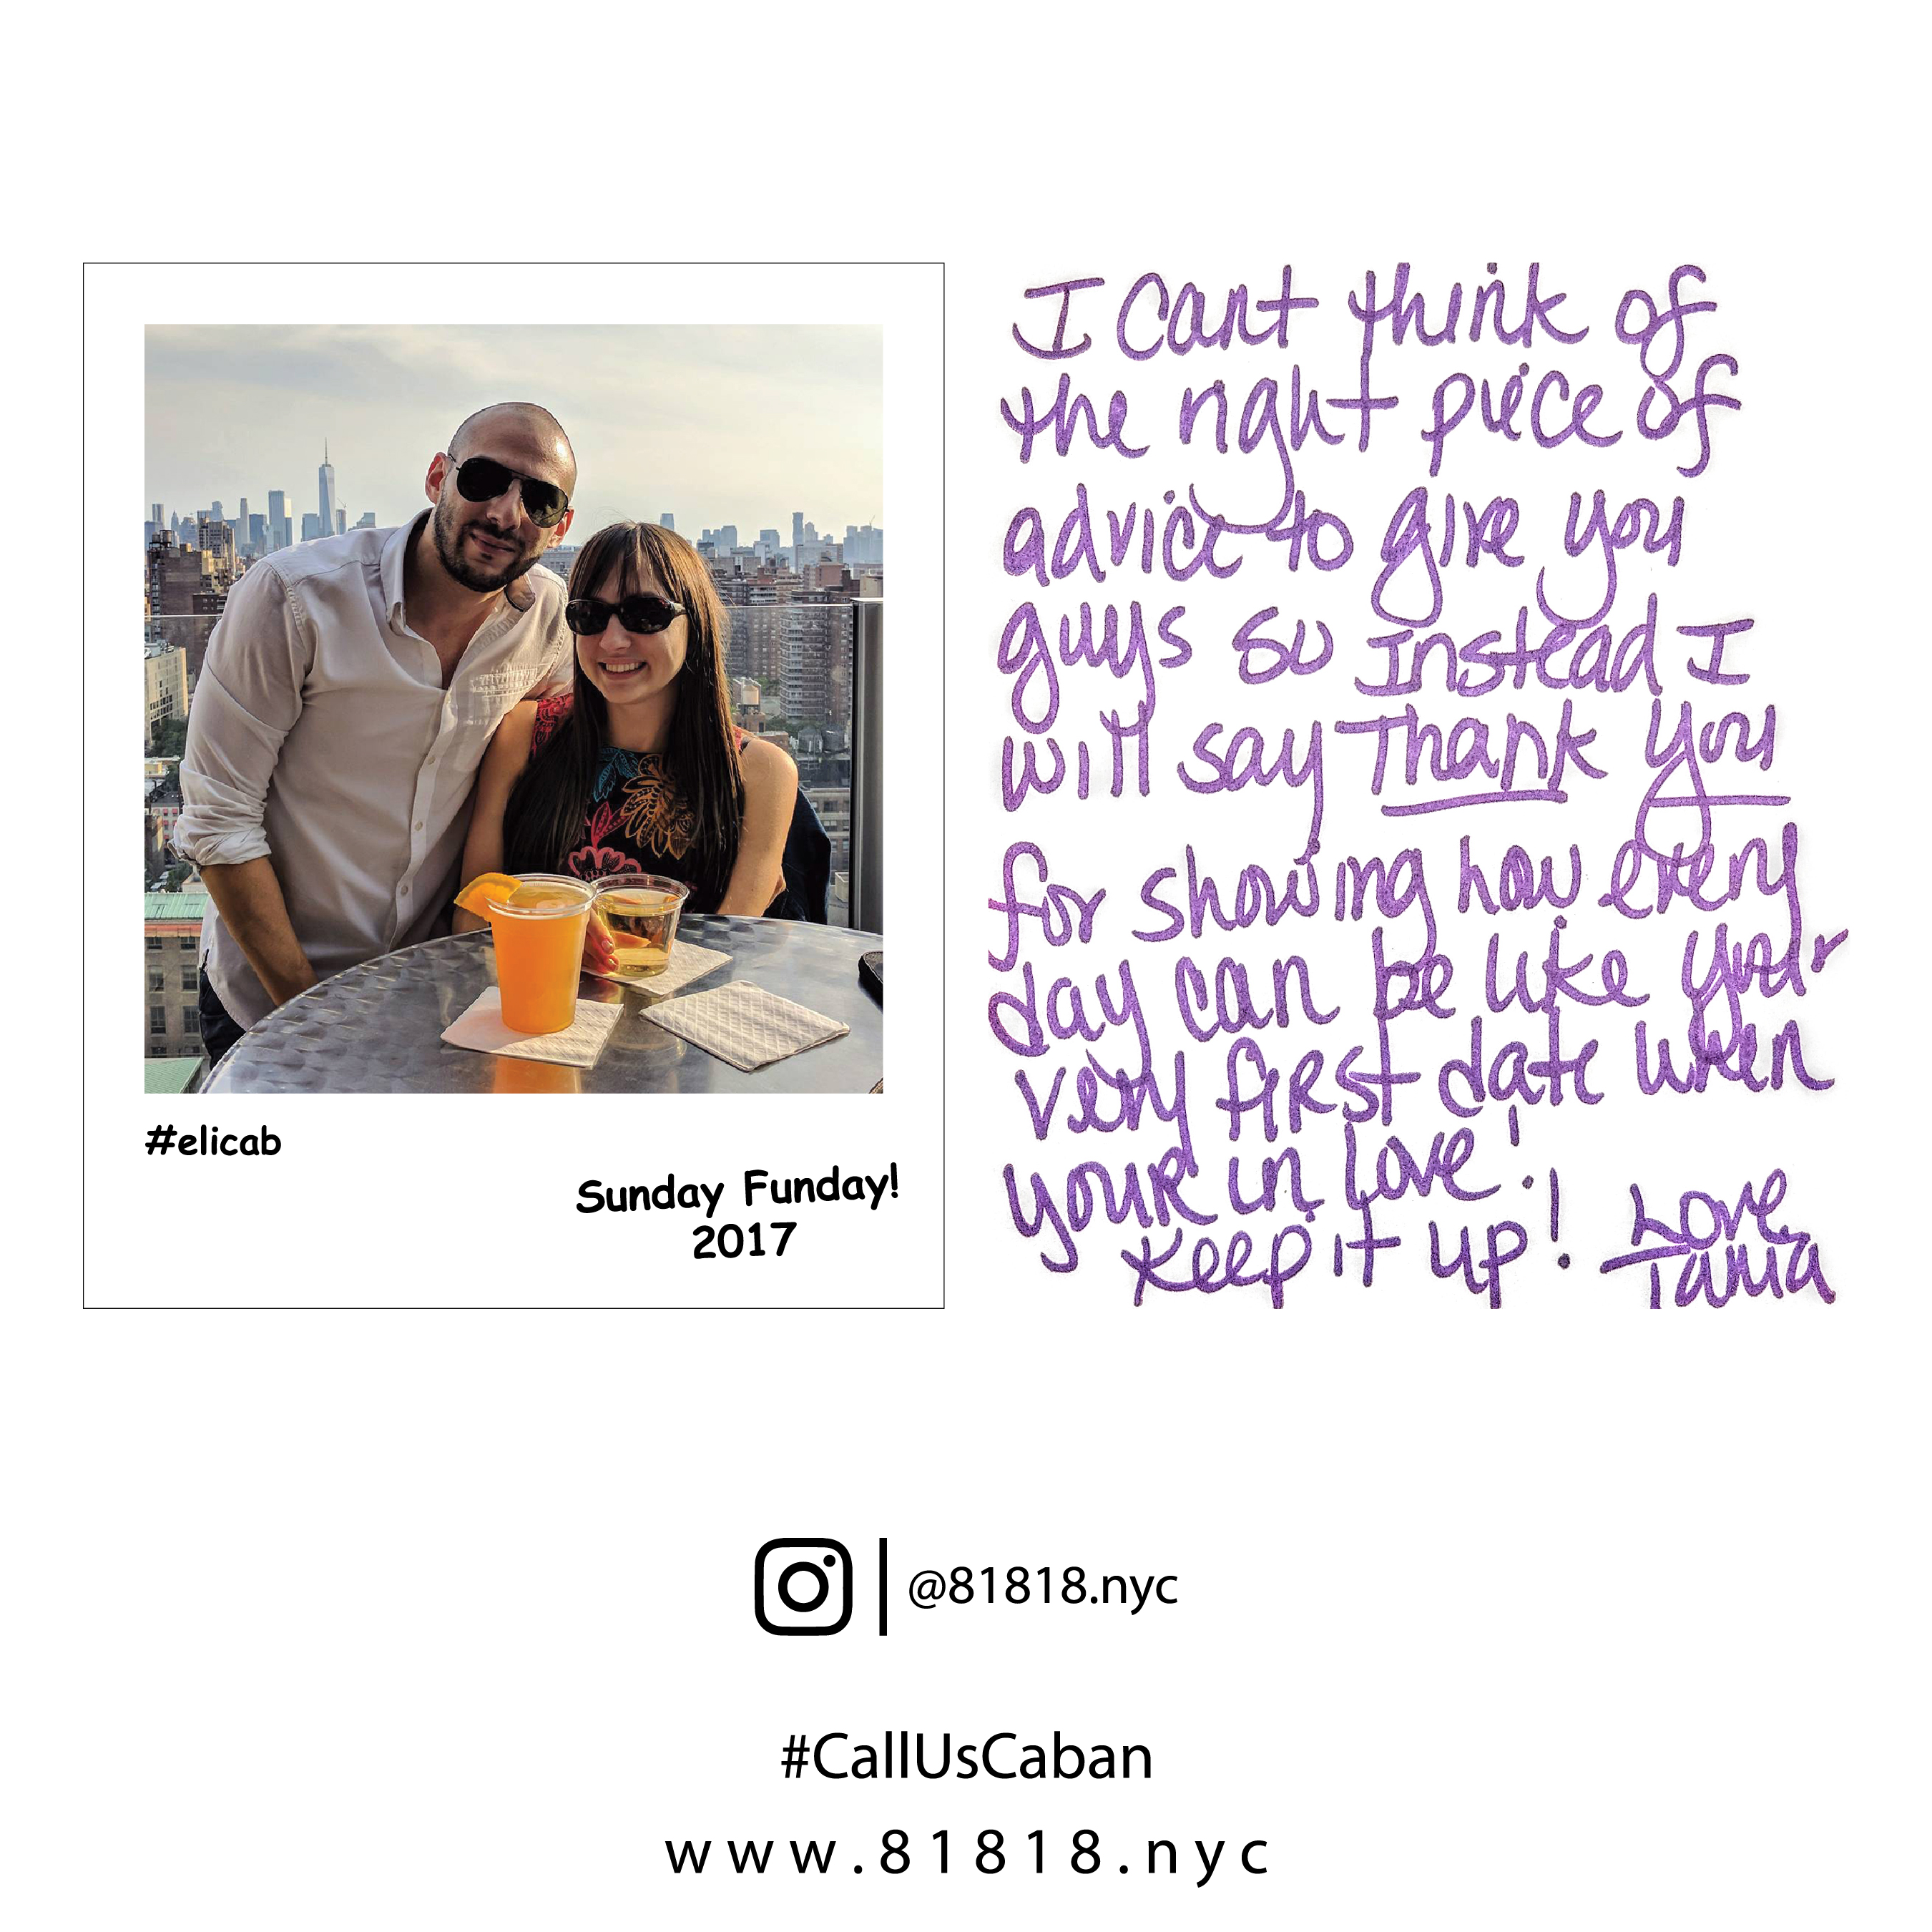 #elicab
Sunday Funday!
2017
I Cant think of
the right piece of
advice to give you
guys so Instead I
will say Thank You
for showing how every
day can be like your
very first date when
your in love!
Keep it up!
Love,
Tania
@81818.nyc
#CallUsCaban
www.81818.nyc